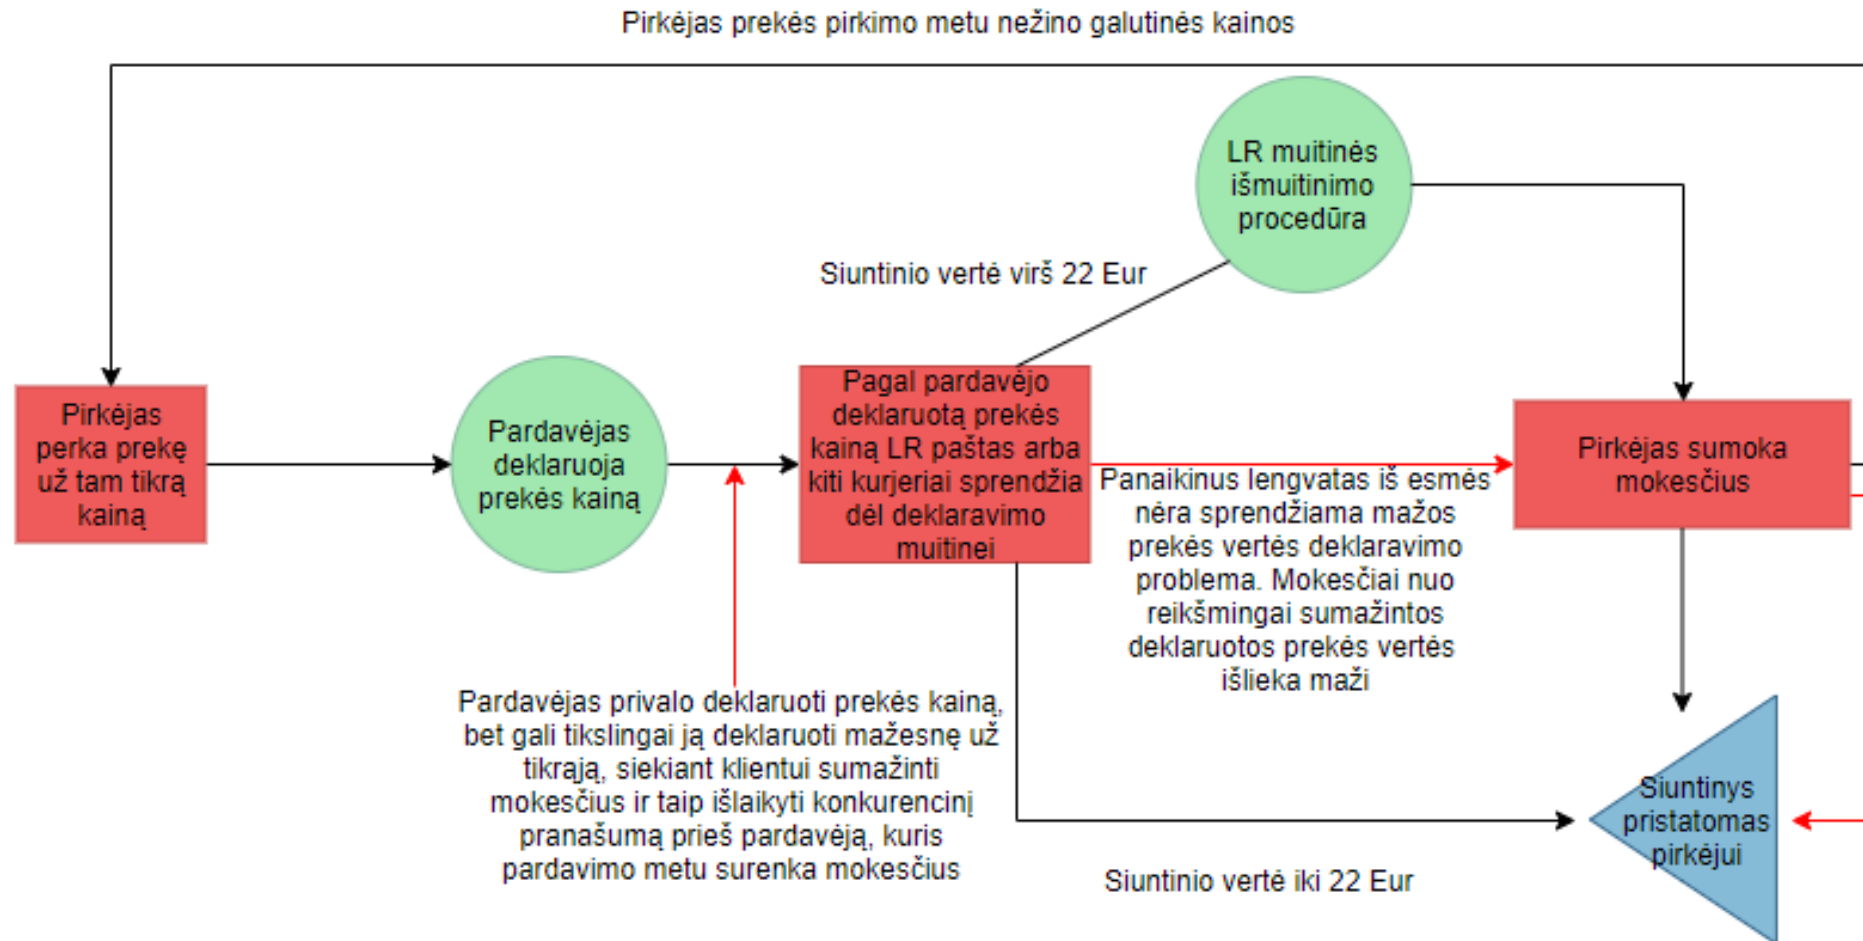 Pirkėjas prekės pirkimo metu nežino galutinės kainos
LR muitinės
išmuitinimo
procedūra
Siuntinio vertė virš 22 Eur
Pirkėjas
perka prekę
už tam tikrą
kainą
Pardavėjas
deklaruoja
prekės kainą
Pagal pardavėjo
deklaruotą prekės
kainą LR paštas arba
kiti kurjeriai sprendžia
dėl deklaravimo
muitinei
Pirkėjas sumoka
mokesčius
Panaikinus lengvatas iš esmės
nėra sprendžiama mažos
prekės vertės deklaravimo
problema. Mokesčiai nuo
reikšmingai sumažintos
deklaruotos prekės vertės
išlieka maži
Pardavėjas privalo deklaruoti prekės kainą,
bet gali tikslingai ją deklaruoti mažesnę už
tikrąją, siekiant klientui sumažinti
mokesčius ir taip išlaikyti konkurencinį
pranašumą prieš pardavėją, kuris
pardavimo metu surenka mokesčius
Siuntinys
pristatomas
pirkėjui
Siuntinio vertė iki 22 Eur